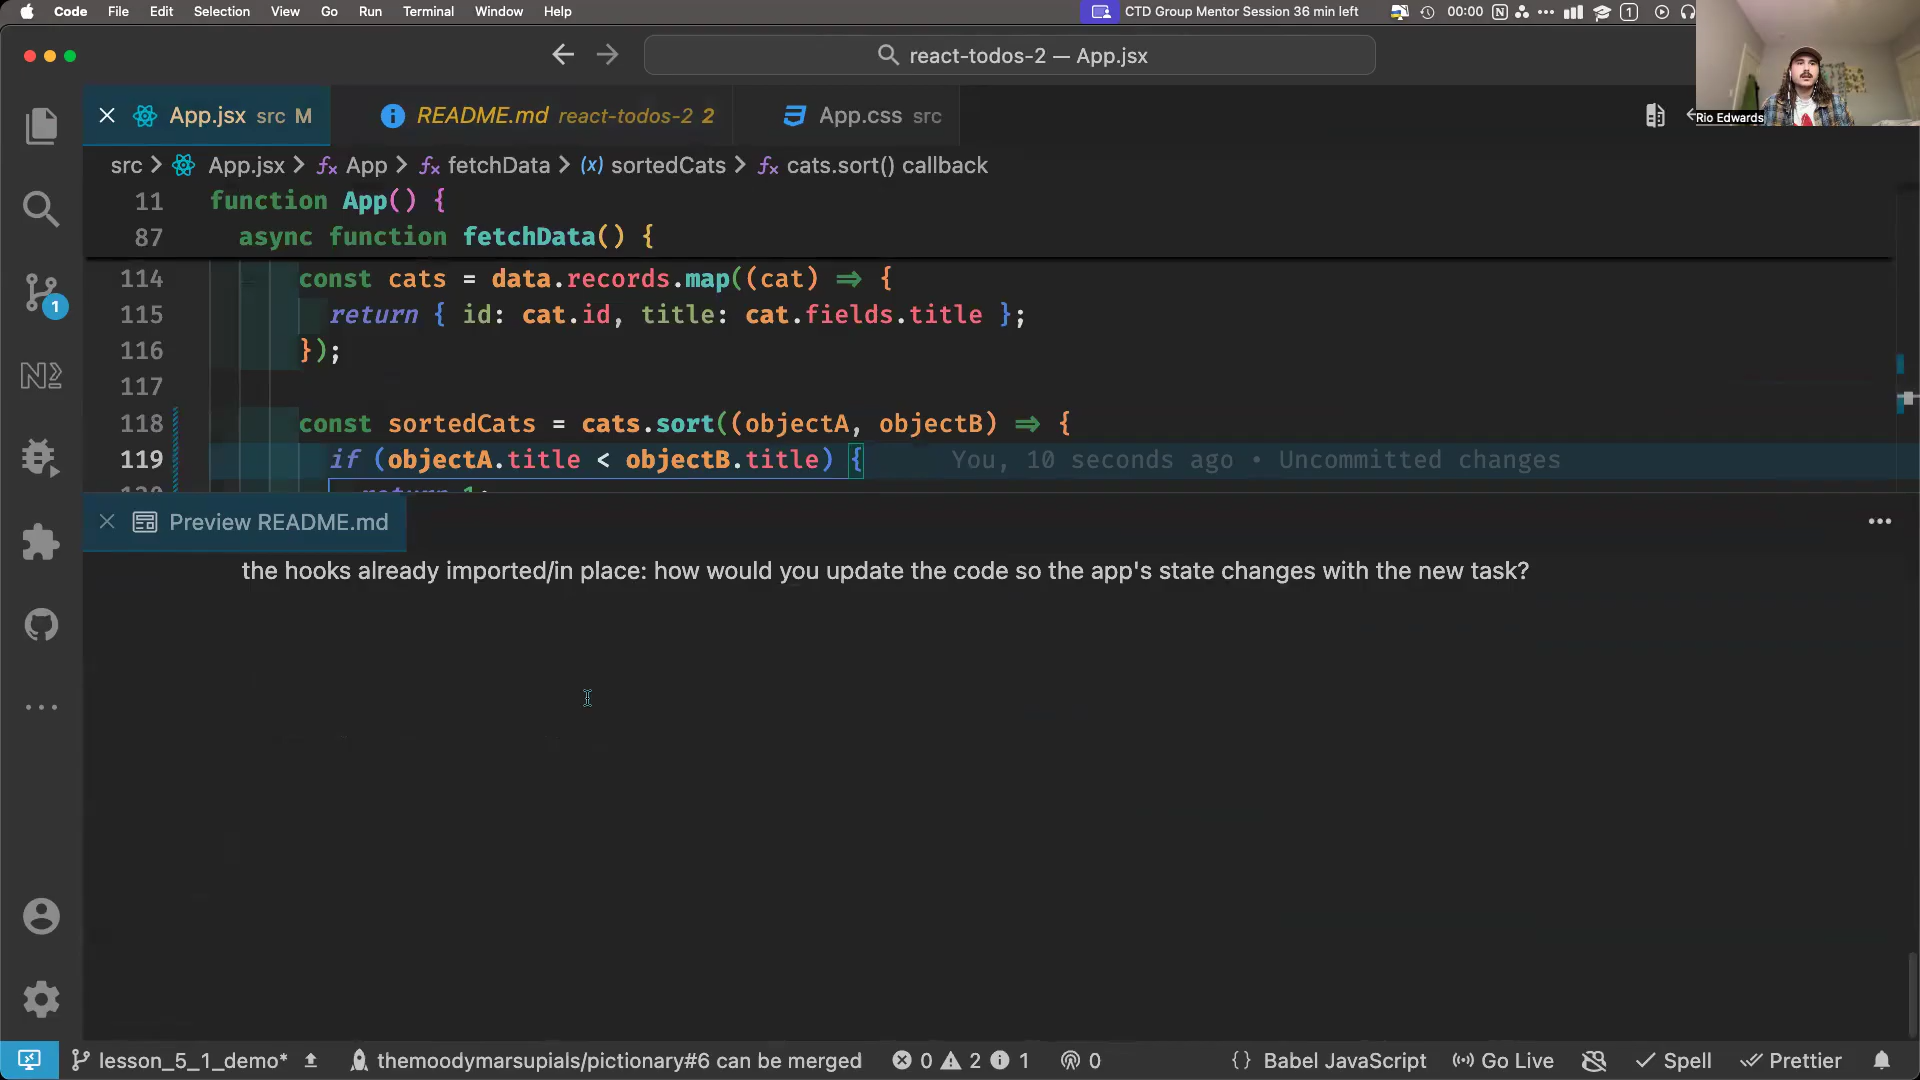 Code File Edit Selection View Go Run Terminal Window Help CTD Group Mentor Session 36 min left 00:00 1
react-todos-2 — App.jsx
Rio Edwards
App.jsx src M README.md react-todos-2 2 App.css src
src > App.jsx > App > fetchData > sortedCats > cats.sort() callback
11 function App() {
87 async function fetchData() {
114 const cats = data.records.map((cat) => {
115 return { id: cat.id, title: cat.fields.title };
116 });
117
118 const sortedCats = cats.sort((objectA, objectB) => {
119 if (objectA.title < objectB.title) { You, 10 seconds ago • Uncommitted changes
1
Preview README.md
the hooks already imported/in place: how would you update the code so the app's state changes with the new task?
lesson_5_1_demo* themoodymarsupials/pictionary#6 can be merged 0 2 1 0 {} Babel JavaScript Go Live Spell Prettier